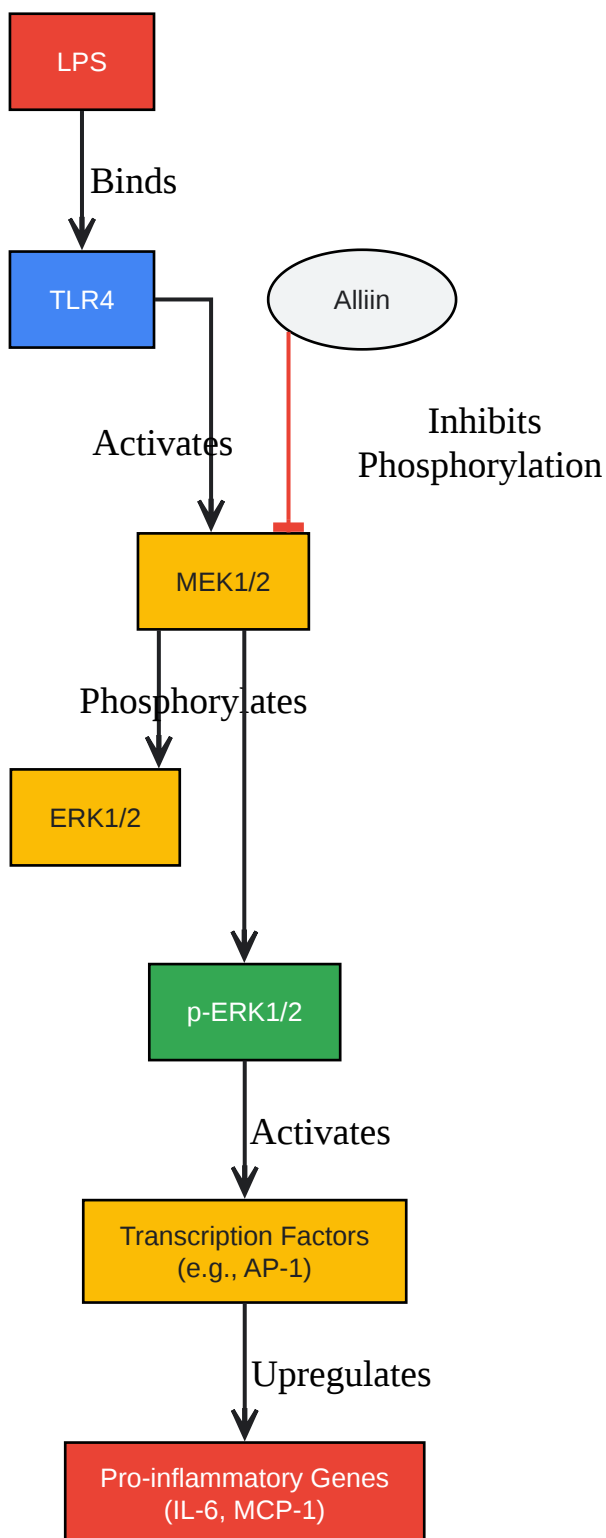 LPS
Binds
TLR4
Alliin
Activates
Inhibits
Phosphorylation
MEK1/2
Phosphorylates
ERK1/2
p-ERK1/2
Activates
Transcription Factors
(e.g., AP-1)
Upregulates
Pro-inflammatory Genes
(IL-6, MCP-1)